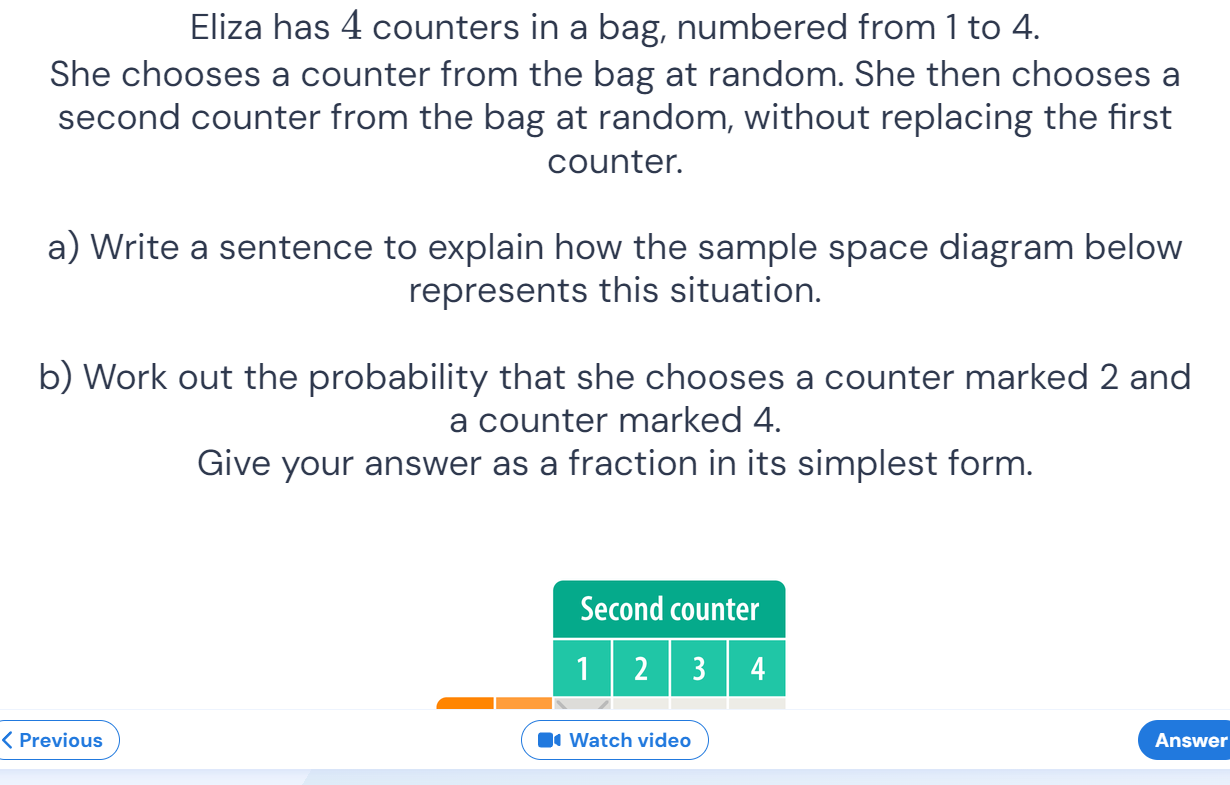 Eliza has 4 counters in a bag, numbered from 1 to 4.
She chooses a counter from the bag at random. She then chooses a
second counter from the bag at random, without replacing the first
counter.
a) Write a sentence to explain how the sample space diagram below
represents this situation.
b) Work out the probability that she chooses a counter marked 2 and
a counter marked 4.
Give your answer as a fraction in its simplest form.
Second counter
1 2 3 4
Previous
Watch video
Answer